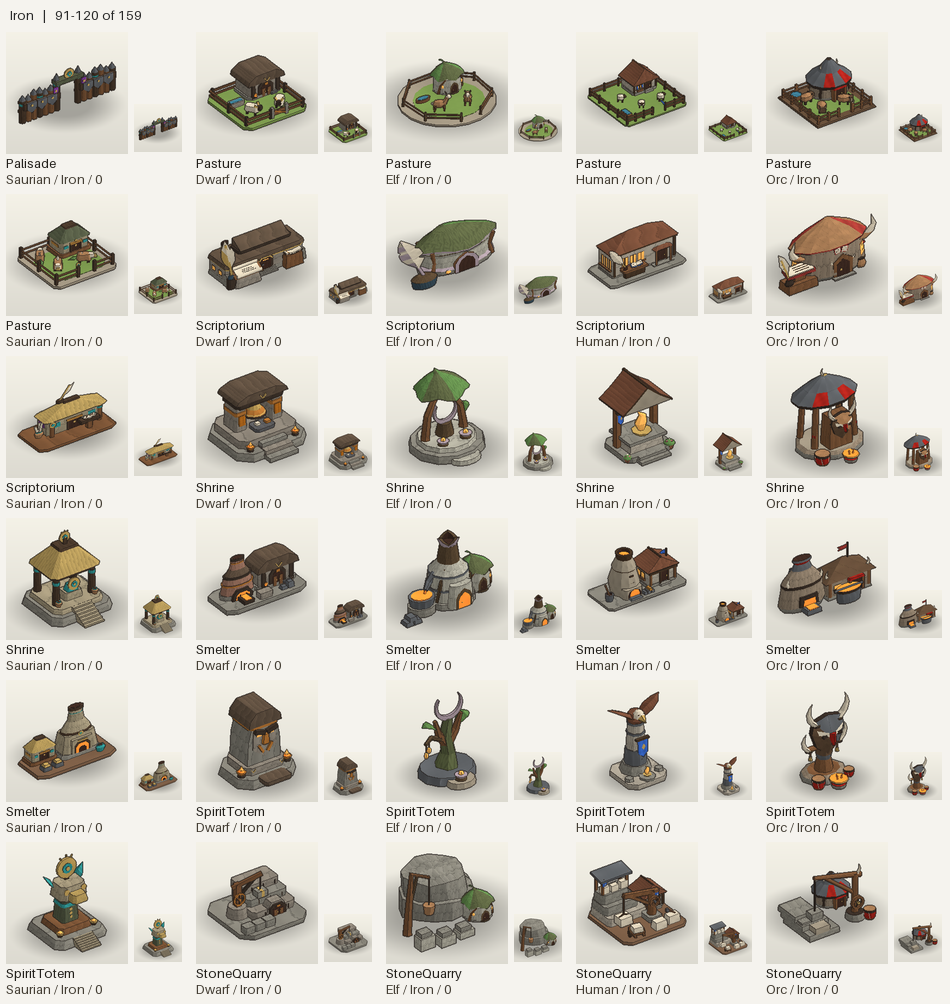 Iron | 91-120 of 159
Palisade
Saurian / Iron / 0
Pasture
Dwarf / Iron / 0
Pasture
Elf / Iron / 0
Pasture
Human / Iron / 0
Pasture
Orc / Iron / 0
Pasture
Saurian / Iron / 0
Scriptorium
Dwarf / Iron / 0
Scriptorium
Elf / Iron / 0
Scriptorium
Human / Iron / 0
Scriptorium
Orc / Iron / 0
Scriptorium
Saurian / Iron / 0
Shrine
Dwarf / Iron / 0
Shrine
Elf / Iron / 0
Shrine
Human / Iron / 0
Shrine
Orc / Iron / 0
Shrine
Saurian / Iron / 0
Smelter
Dwarf / Iron / 0
Smelter
Elf / Iron / 0
Smelter
Human / Iron / 0
Smelter
Orc / Iron / 0
Smelter
Saurian / Iron / 0
SpiritTotem
Dwarf / Iron / 0
SpiritTotem
Elf / Iron / 0
SpiritTotem
Human / Iron / 0
SpiritTotem
Orc / Iron / 0
SpiritTotem
Saurian / Iron / 0
StoneQuarry
Dwarf / Iron / 0
StoneQuarry
Elf / Iron / 0
StoneQuarry
Human / Iron / 0
StoneQuarry
Orc / Iron / 0